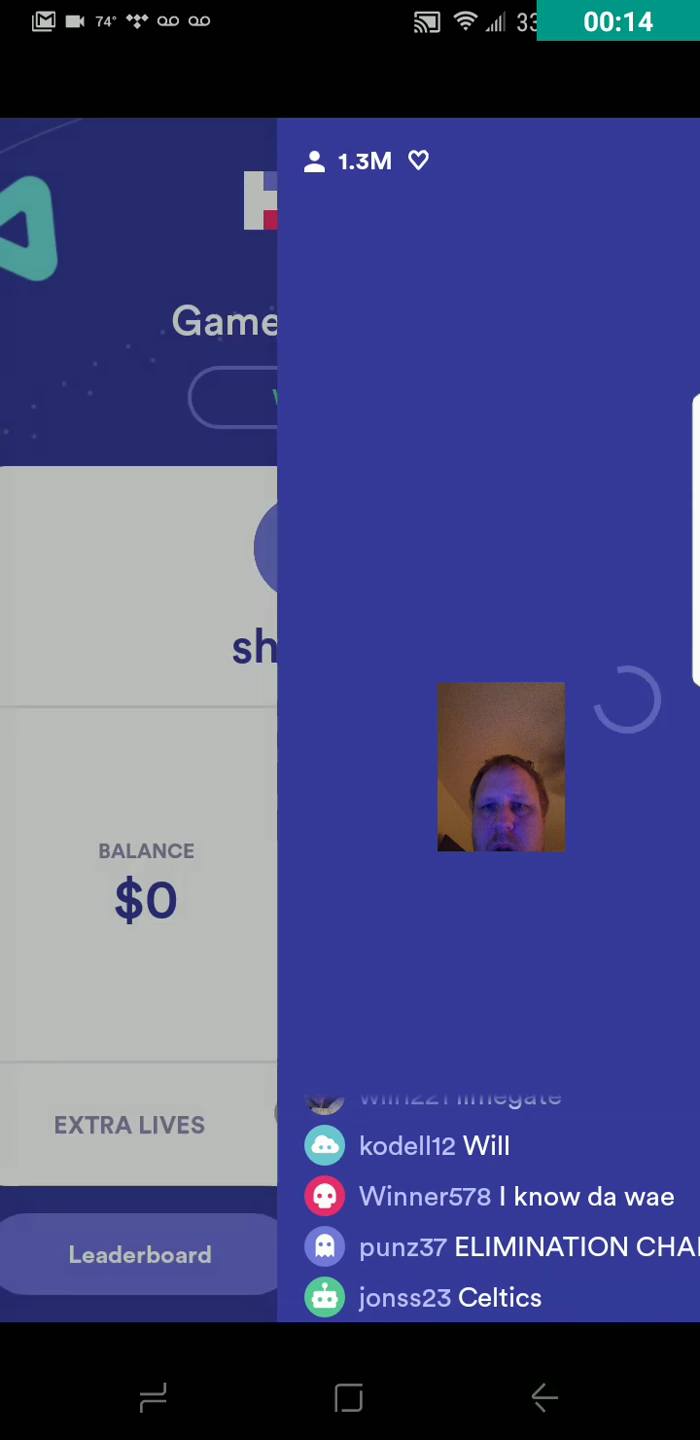 74°
33
00:14
1.3M
Game
sh
BALANCE
$0
EXTRA LIVES
Leaderboard
kodell12 Will
Winner578 I know da wae
punz37 ELIMINATION CHA
jonss23 Celtics